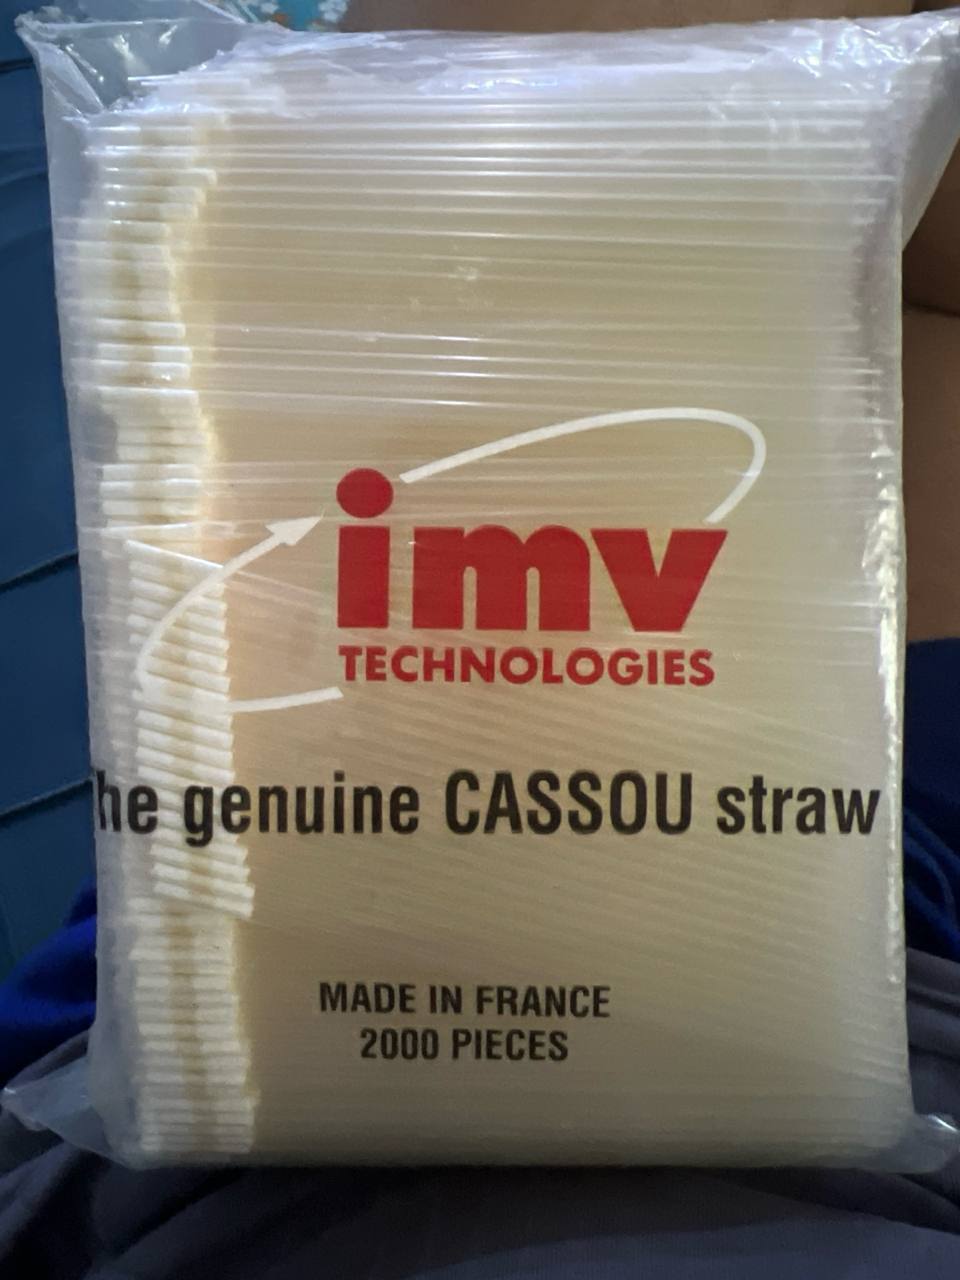 imv
TECHNOLOGIES
he genuine CASSOU straw
MADE IN FRANCE
2000 PIECES